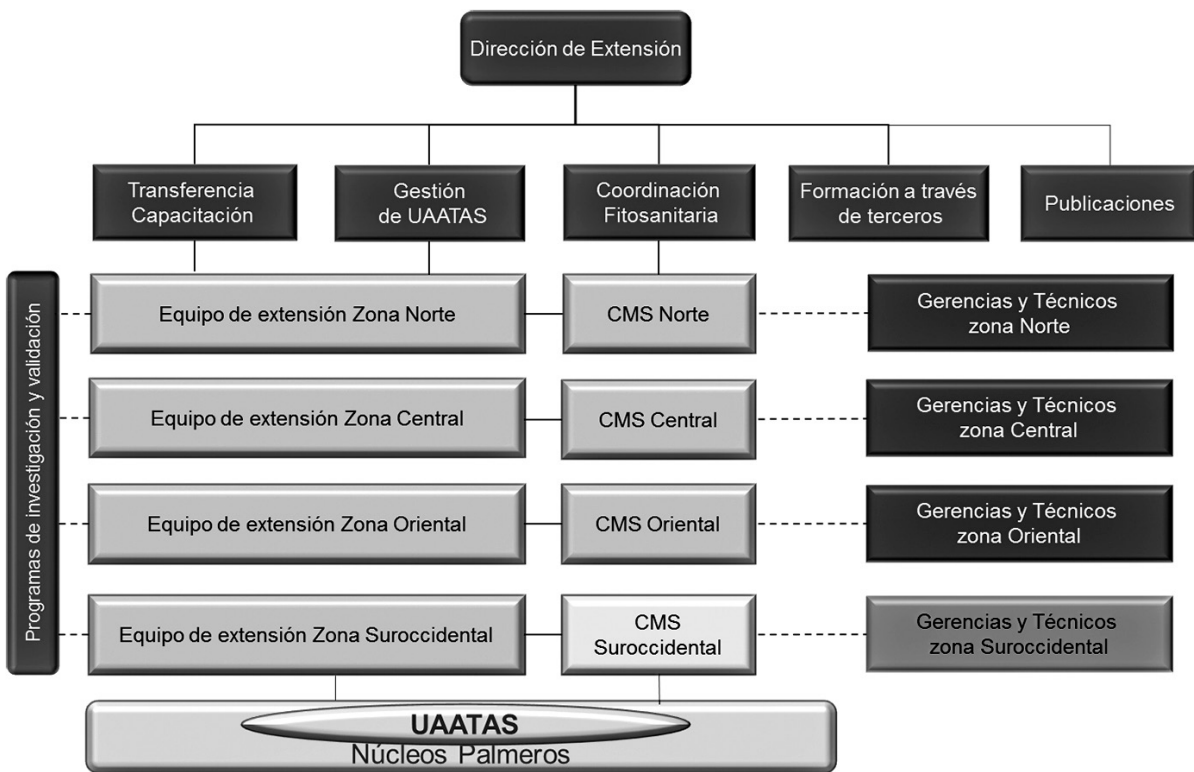 Dirección de Extensión
Transferencia
Capacitación
Gestión
de UAATAS
Coordinación
Fitosanitaria
Formación a través
de terceros
Publicaciones
Programas de investigación y validación
Equipo de extensión Zona Norte
CMS Norte
Gerencias y Técnicos
zona Norte
Equipo de extensión Zona Central
CMS Central
Gerencias y Técnicos
zona Central
Equipo de extensión Zona Oriental
CMS Oriental
Gerencias y Técnicos
zona Oriental
Equipo de extensión Zona Suroccidental
CMS
Suroccidental
Gerencias y Técnicos
zona Suroccidental
UAATAS
Núcleos Palmeros